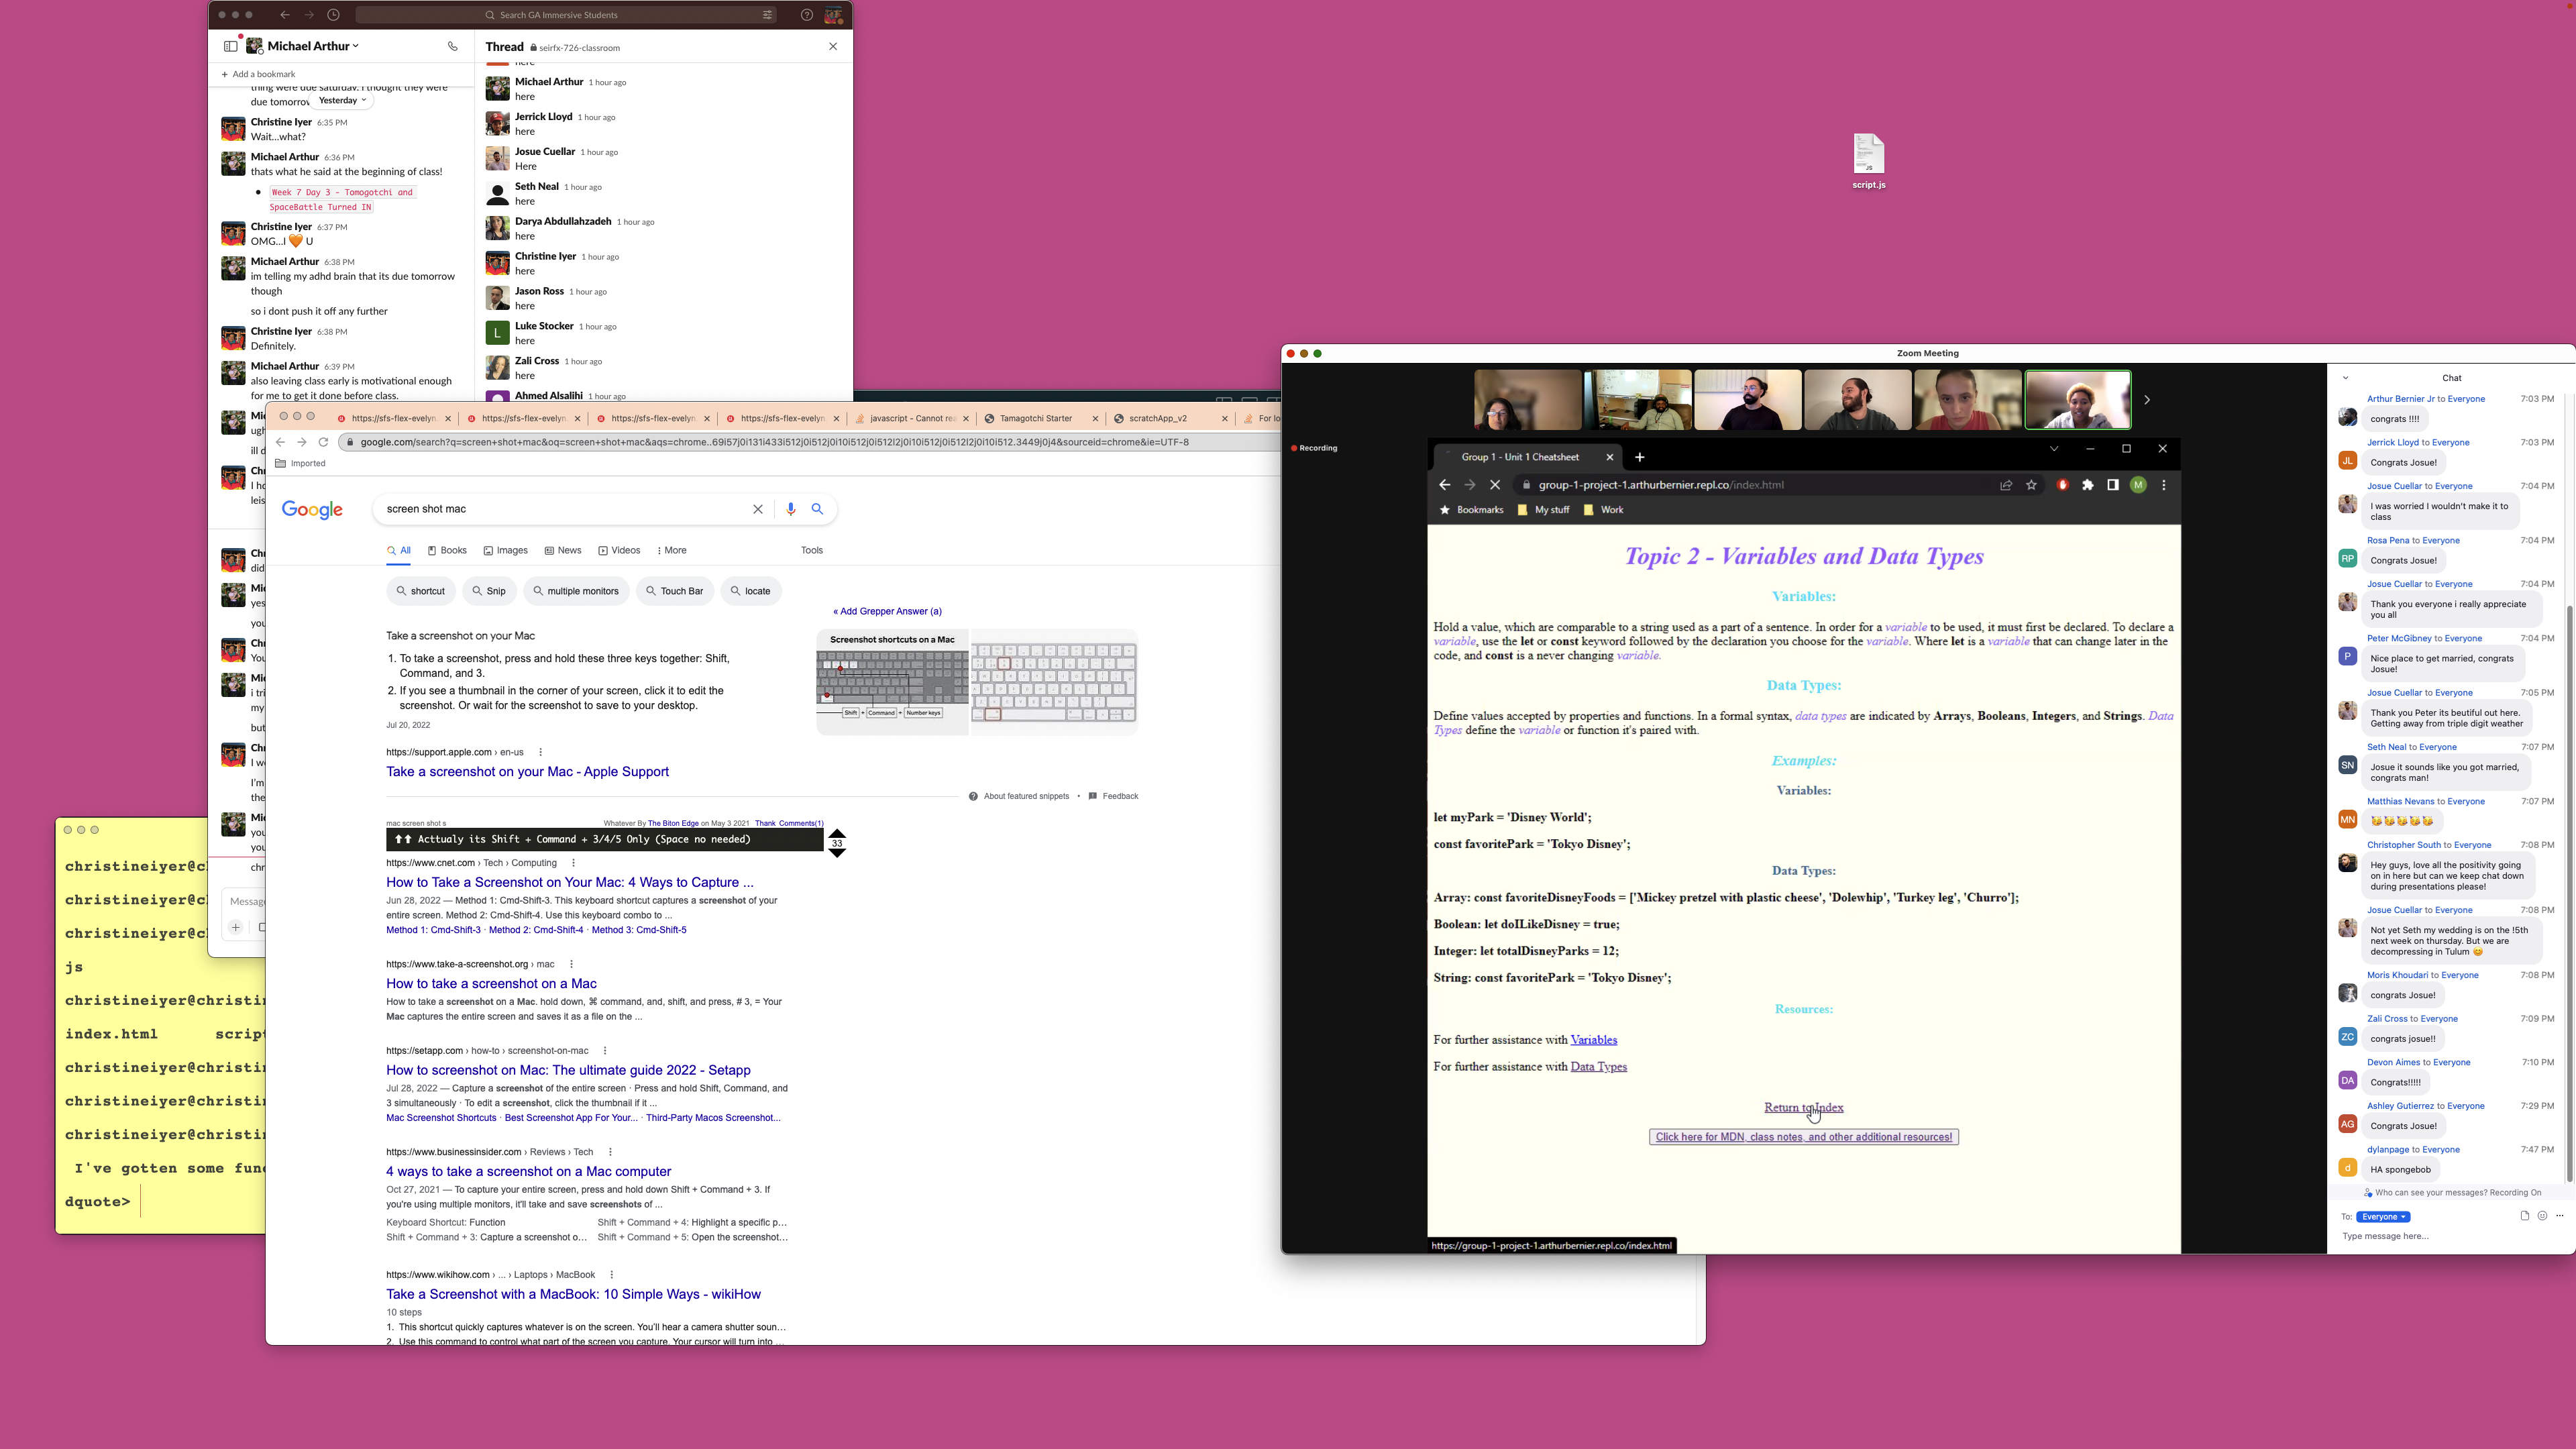 Search GA Immersive Students
Michael Arthur
Add a bookmark
thing were due saturday. I thought they were
due tomorrow
Yesterday
Christine Iyer 6:35 PM
Wait...what?
Michael Arthur 6:36 PM
thats what he said at the beginning of class!
Week 7 Day 3 - Tomogotchi and
SpaceBattle Turned IN
Christine Iyer 6:37 PM
OMG...I 🧡 U
Michael Arthur 6:38 PM
im telling my adhd brain that its due tomorrow
though
so i dont push it off any further
Christine Iyer 6:38 PM
Definitely.
Michael Arthur 6:39 PM
also leaving class early is motivational enough
for me to get it done before class.
Thread seirfx-726-classroom
here
Michael Arthur 1 hour ago
here
Jerrick Lloyd 1 hour ago
here
Josue Cuellar 1 hour ago
Here
Seth Neal 1 hour ago
here
Darya Abdullahzadeh 1 hour ago
here
Christine Iyer 1 hour ago
here
Jason Ross 1 hour ago
here
L
Luke Stocker 1 hour ago
here
Zali Cross 1 hour ago
here
Ahmed Alsalihi 1 hour ago
script.js
christineiyer@c
christineiyer@c
christineiyer@c
js
christineiyer@christi
index.html script
christineiyer@christi
christineiyer@christi
christineiyer@christi
I've gotten some fun
dquote>
https://sfs-flex-evelyn.
https://sfs-flex-evelyn.
https://sfs-flex-evelyn.
https://sfs-flex-evelyn.
javascript - Cannot re
Tamagotchi Starter
scratchApp_v2
For lo
google.com/search?q=screen+shot+mac&oq=screen+shot+mac&aqs=chrome..69i57j0i131i433i512j0i512j0i10i512j0i512l2j0i10i512j0i512l2j0i10i512.3449j0j4&sourceid=chrome&ie=UTF-8
Imported
Google
screen shot mac
All Books Images News Videos More Tools
shortcut Snip multiple monitors Touch Bar locate
« Add Grepper Answer (a)
Take a screenshot on your Mac
1. To take a screenshot, press and hold these three keys together: Shift,
Command, and 3.
2. If you see a thumbnail in the corner of your screen, click it to edit the
screenshot. Or wait for the screenshot to save to your desktop.
Jul 20, 2022
Screenshot shortcuts on a Mac
Shift + Command + Number keys
https://support.apple.com › en-us
Take a screenshot on your Mac - Apple Support
About featured snippets • Feedback
mac screen shot s
Whatever By The Biton Edge on May 3 2021 Thank Comments(1)
Acttualy its Shift + Command + 3/4/5 Only (Space no needed)
33
https://www.cnet.com › Tech › Computing
How to Take a Screenshot on Your Mac: 4 Ways to Capture ...
Jun 28, 2022 — Method 1: Cmd-Shift-3. This keyboard shortcut captures a screenshot of your
entire screen. Method 2: Cmd-Shift-4. Use this keyboard combo to ...
Method 1: Cmd-Shift-3 · Method 2: Cmd-Shift-4 · Method 3: Cmd-Shift-5
https://www.take-a-screenshot.org › mac
How to take a screenshot on a Mac
How to take a screenshot on a Mac. hold down, ⌘ command, and, shift, and press, # 3, = Your
Mac captures the entire screen and saves it as a file on the ...
https://setapp.com › how-to › screenshot-on-mac
How to screenshot on Mac: The ultimate guide 2022 - Setapp
Jul 28, 2022 — Capture a screenshot of the entire screen · Press and hold Shift, Command, and
3 simultaneously · To edit a screenshot, click the thumbnail if it ...
Mac Screenshot Shortcuts · Best Screenshot App For Your... · Third-Party Macos Screenshot...
https://www.businessinsider.com › Reviews › Tech
4 ways to take a screenshot on a Mac computer
Oct 27, 2021 — To capture your entire screen, press and hold down Shift + Command + 3. If
you're using multiple monitors, it'll take and save screenshots of ...
Keyboard Shortcut: Function Shift + Command + 4: Highlight a specific p...
Shift + Command + 3: Capture a screenshot o... Shift + Command + 5: Open the screenshot...
https://www.wikihow.com › ... › Laptops › MacBook
Take a Screenshot with a MacBook: 10 Simple Ways - wikiHow
10 steps
1. This shortcut quickly captures whatever is on the screen. You'll hear a camera shutter soun...
2. Use this command to control what part of the screen you capture. Your cursor will turn into ...
Zoom Meeting
Recording
Group 1 - Unit 1 Cheatsheet
group-1-project-1.arthurbernier.repl.co/index.html
M
Bookmarks My stuff Work
Topic 2 - Variables and Data Types
Variables:
Hold a value, which are comparable to a string used as a part of a sentence. In order for a variable to be used, it must first be declared. To declare a
variable, use the let or const keyword followed by the declaration you choose for the variable. Where let is a variable that can change later in the
code, and const is a never changing variable.
Data Types:
Define values accepted by properties and functions. In a formal syntax, data types are indicated by Arrays, Booleans, Integers, and Strings. Data
Types define the variable or function it's paired with.
Examples:
Variables:
let myPark = 'Disney World';
const favoritePark = 'Tokyo Disney';
Data Types:
Array: const favoriteDisneyFoods = ['Mickey pretzel with plastic cheese', 'Dolewhip', 'Turkey leg', 'Churro'];
Boolean: let doILikeDisney = true;
Integer: let totalDisneyParks = 12;
String: const favoritePark = 'Tokyo Disney';
Resources:
For further assistance with Variables
For further assistance with Data Types
Return to Index
Click here for MDN, class notes, and other additional resources!
https://group-1-project-1.arthurbernier.repl.co/index.html
Chat
Arthur Bernier Jr to Everyone 7:03 PM
congrats !!!!
Jerrick Lloyd to Everyone 7:03 PM
JL
Congrats Josue!
Josue Cuellar to Everyone 7:04 PM
I was worried I wouldn't make it to
class
Rosa Pena to Everyone 7:04 PM
RP
Congrats Josue!
Josue Cuellar to Everyone 7:04 PM
Thank you everyone i really appreciate
you all
Peter McGibney to Everyone 7:04 PM
P
Nice place to get married, congrats
Josue!
Josue Cuellar to Everyone 7:05 PM
Thank you Peter its beutiful out here.
Getting away from triple digit weather
Seth Neal to Everyone 7:07 PM
SN
Josue it sounds like you got married,
congrats man!
Matthias Nevans to Everyone 7:07 PM
MN
🥳🥳🥳🥳🥳
Christopher South to Everyone 7:08 PM
Hey guys, love all the positivity going
on in here but can we keep chat down
during presentations please!
Josue Cuellar to Everyone 7:08 PM
Not yet Seth my wedding is on the !5th
next week on thursday. But we are
decompressing in Tulum 😊
Moris Khoudari to Everyone 7:08 PM
congrats Josue!
Zali Cross to Everyone 7:09 PM
ZC
congrats josue!!
Devon Aimes to Everyone 7:10 PM
DA
Congrats!!!!!
Ashley Gutierrez to Everyone 7:29 PM
AG
Congrats Josue!
dylanpage to Everyone 7:47 PM
d
HA spongebob
Who can see your messages? Recording On
To: Everyone
Type message here...